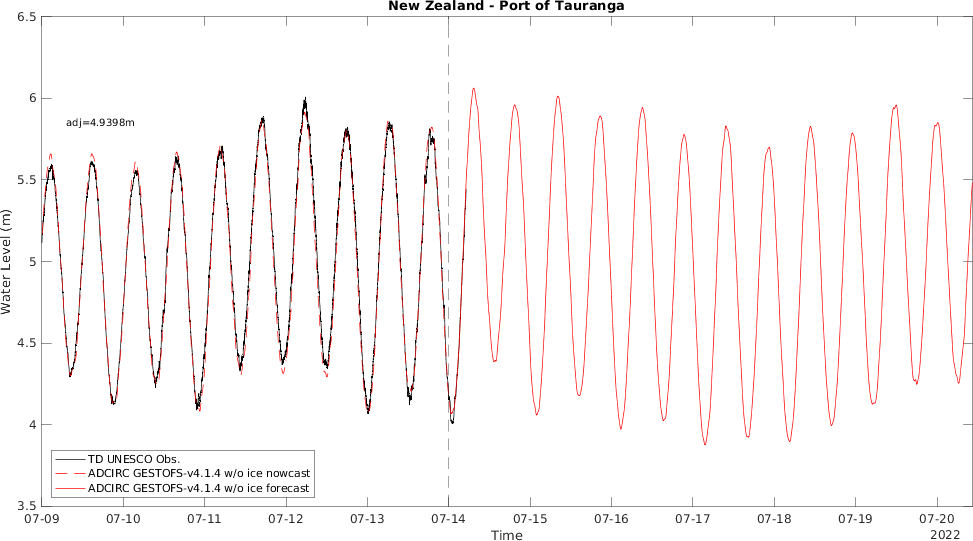 New Zealand - Port of Tauranga
6.5
6
5.5
5
4.5
4
3.5
Water Level (m)
adj=4.9398m
TD UNESCO Obs.
ADCIRC GESTOFS-v4.1.4 w/o ice nowcast
ADCIRC GESTOFS-v4.1.4 w/o ice forecast
07-09 07-10 07-11 07-12 07-13 07-14 07-15 07-16 07-17 07-18 07-19 07-20
Time
2022